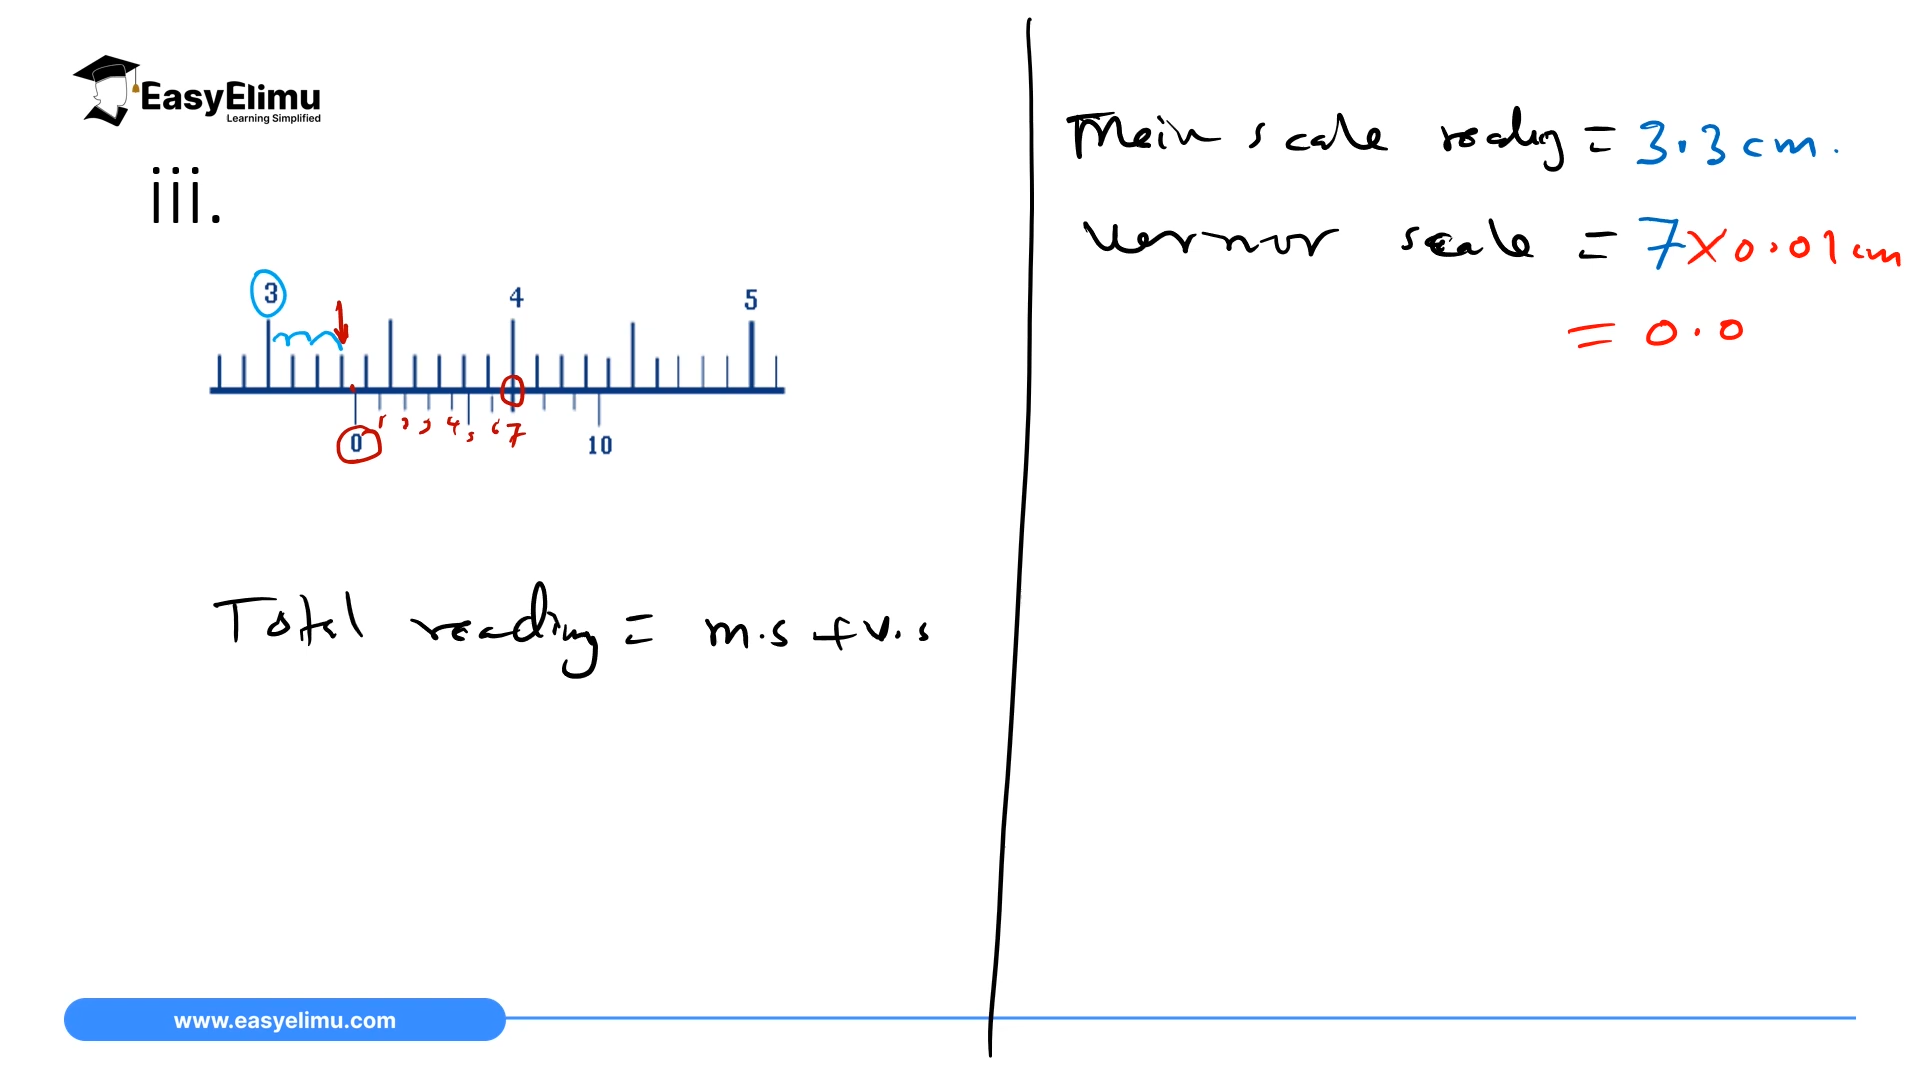 EasyElimu
Learning Simplified
iii.
3 4 5
0 1 2 3 4 5 6 7 10
Total reading = m.s + v.s
Main scale reading = 3.3 cm.
Vernier scale = 7 × 0.01 cm
= 0.0
www.easyelimu.com